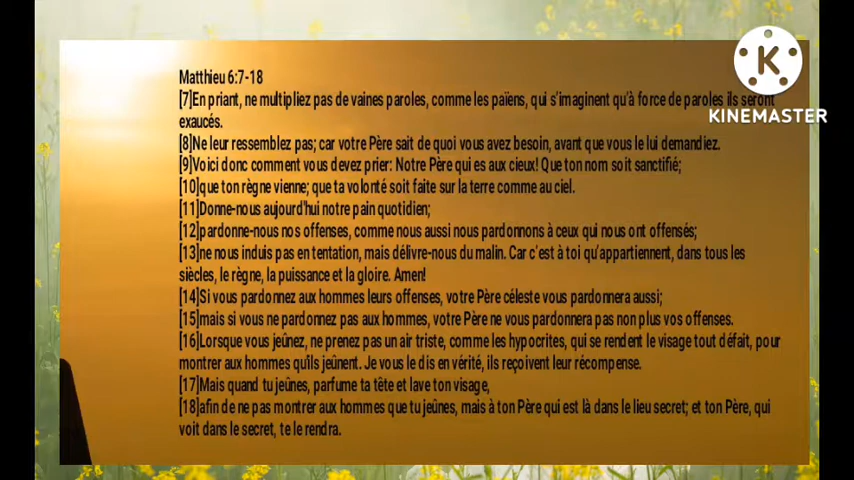 Matthieu 6:7-18
[7]En priant, ne multipliez pas de vaines paroles, comme les païens, qui s'imaginent qu'à force de paroles ils seront
exaucés.
[8]Ne leur ressemblez pas; car votre Père sait de quoi vous avez besoin, avant que vous le lui demandiez.
[9]Voici donc comment vous devez prier: Notre Père qui es aux cieux! Que ton nom soit sanctifié;
[10]que ton règne vienne; que ta volonté soit faite sur la terre comme au ciel.
[11]Donne-nous aujourd'hui notre pain quotidien;
[12]pardonne-nous nos offenses, comme nous aussi nous pardonnons à ceux qui nous ont offensés;
[13]ne nous induis pas en tentation, mais délivre-nous du malin. Car c'est à toi qu'appartiennent, dans tous les
siècles, le règne, la puissance et la gloire. Amen!
[14]Si vous pardonnez aux hommes leurs offenses, votre Père céleste vous pardonnera aussi;
[15]mais si vous ne pardonnez pas aux hommes, votre Père ne vous pardonnera pas non plus vos offenses.
[16]Lorsque vous jeûnez, ne prenez pas un air triste, comme les hypocrites, qui se rendent le visage tout défait, pour
montrer aux hommes qu'ils jeûnent. Je vous le dis en vérité, ils reçoivent leur récompense.
[17]Mais quand tu jeûnes, parfume ta tête et lave ton visage,
[18]afin de ne pas montrer aux hommes que tu jeûnes, mais à ton Père qui est là dans le lieu secret; et ton Père, qui
voit dans le secret, te le rendra.
K
KINEMASTER